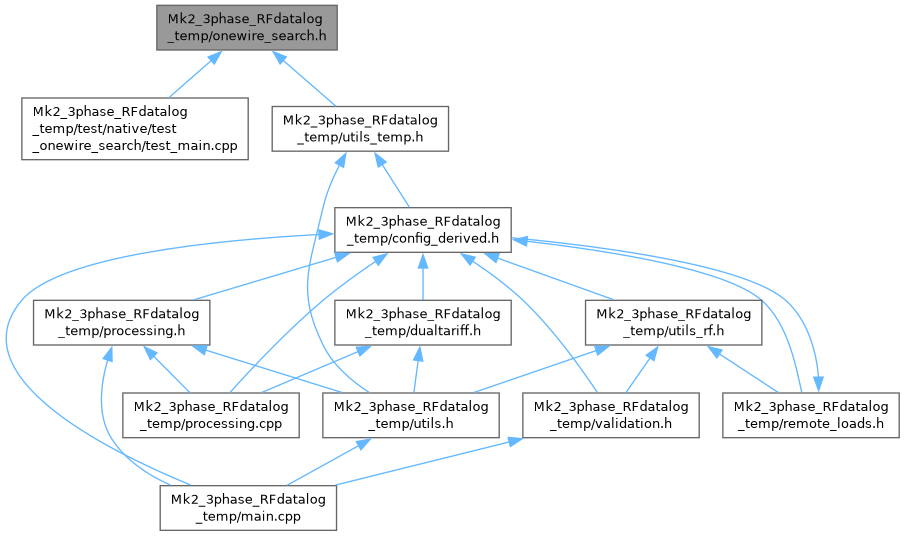 Mk2_3phase_RFdatalog
_temp/onewire_search.h
Mk2_3phase_RFdatalog
_temp/test/native/test
_onewire_search/test_main.cpp
Mk2_3phase_RFdatalog
_temp/utils_temp.h
Mk2_3phase_RFdatalog
_temp/config_derived.h
Mk2_3phase_RFdatalog
_temp/processing.h
Mk2_3phase_RFdatalog
_temp/dualtariff.h
Mk2_3phase_RFdatalog
_temp/utils_rf.h
Mk2_3phase_RFdatalog
_temp/processing.cpp
Mk2_3phase_RFdatalog
_temp/utils.h
Mk2_3phase_RFdatalog
_temp/validation.h
Mk2_3phase_RFdatalog
_temp/remote_loads.h
Mk2_3phase_RFdatalog
_temp/main.cpp